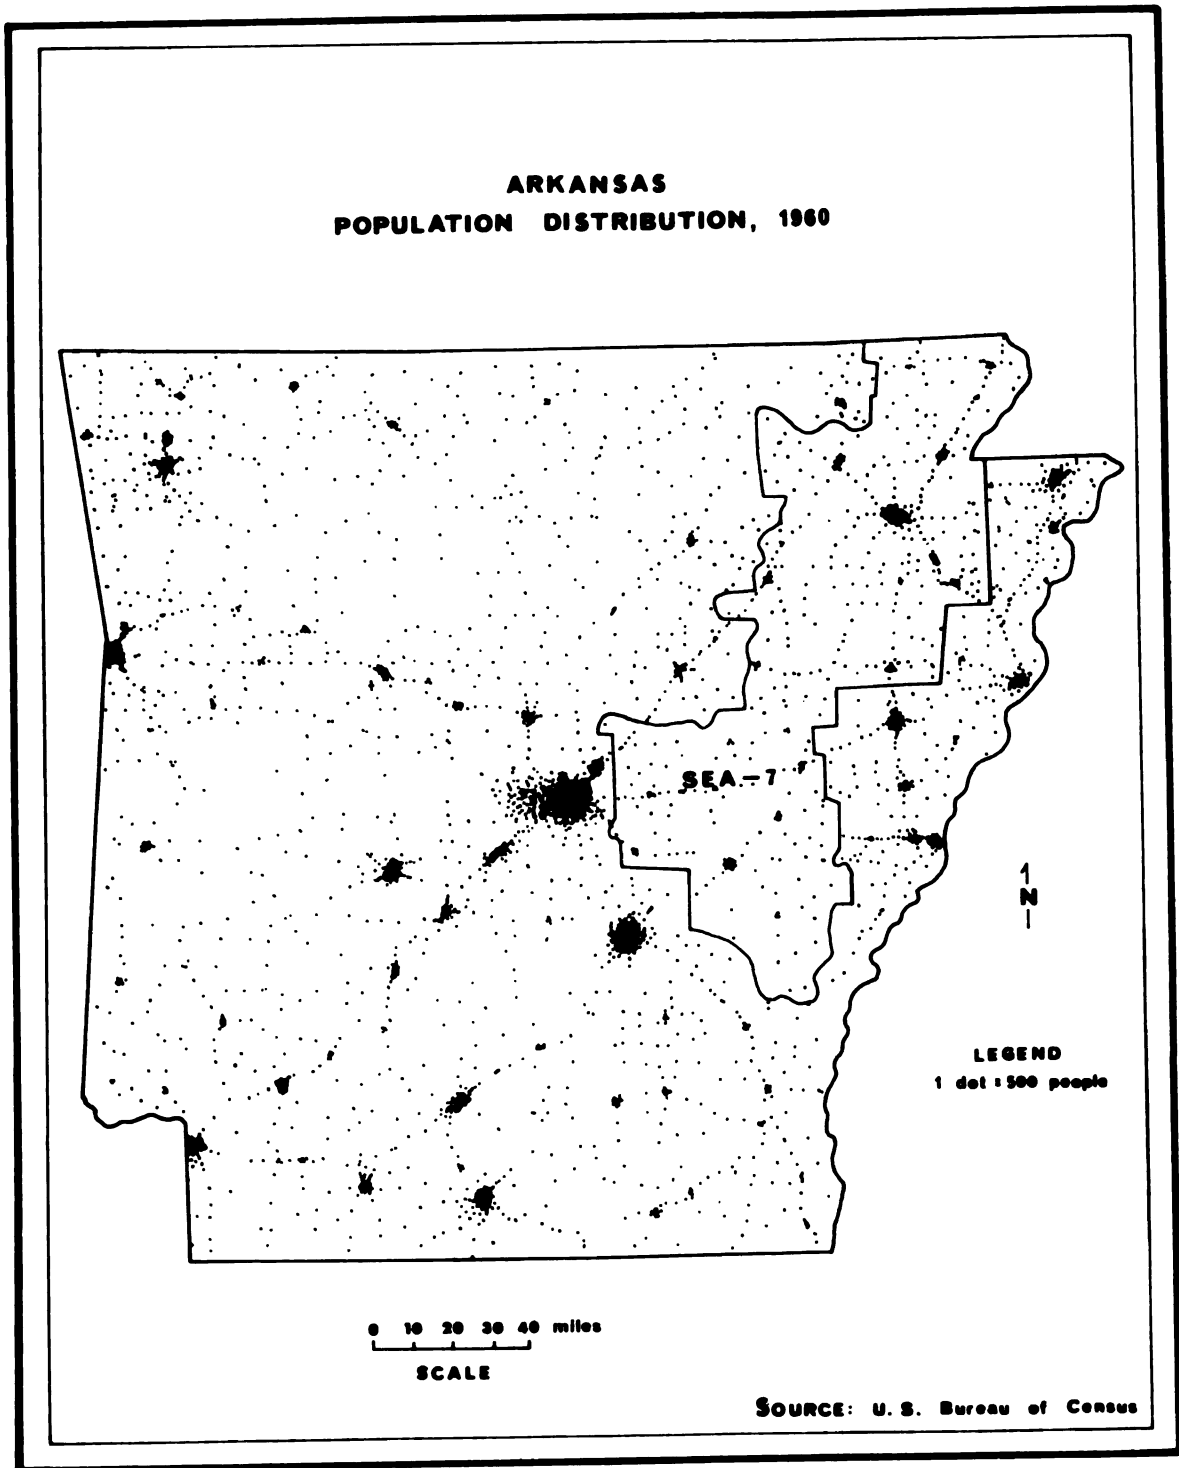 ARKANSAS
POPULATION DISTRIBUTION, 1960
SEA-7
1
N
LEGEND
1 dot = 500 people
0 10 20 30 40 miles
SCALE
SOURCE: U. S. Bureau of Census